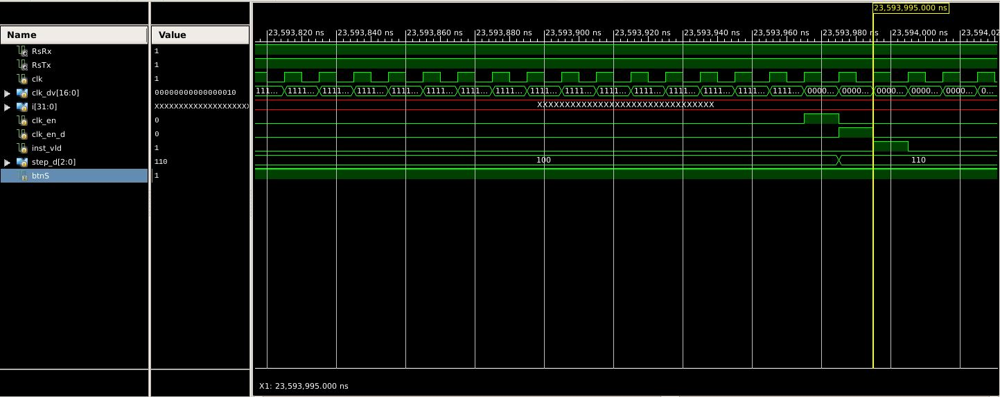 23,593,995.000 ns
Name Value
23,593,820 ns 23,593,840 ns 23,593,860 ns 23,593,880 ns 23,593,900 ns 23,593,920 ns 23,593,940 ns 23,593,960 ns 23,593,980 ns 23,594,000 ns 23,594,02
RsRx 1
RsTx 1
clk 1
clk_dv[16:0] 00000000000000010 111... 1111... 1111... 1111... 1111... 1111... 1111... 1111... 1111... 1111... 1111... 1111... 1111... 1111... 1111... 1111... 0000... 0000... 0000... 0000... 0000... 0...
i[31:0] XXXXXXXXXXXXXXXXXXXX XXXXXXXXXXXXXXXXXXXXXXXXXXXXXXXX
clk_en 0
clk_en_d 0
inst_vld 1
step_d[2:0] 110 100 110
btnS 1
X1: 23,593,995.000 ns